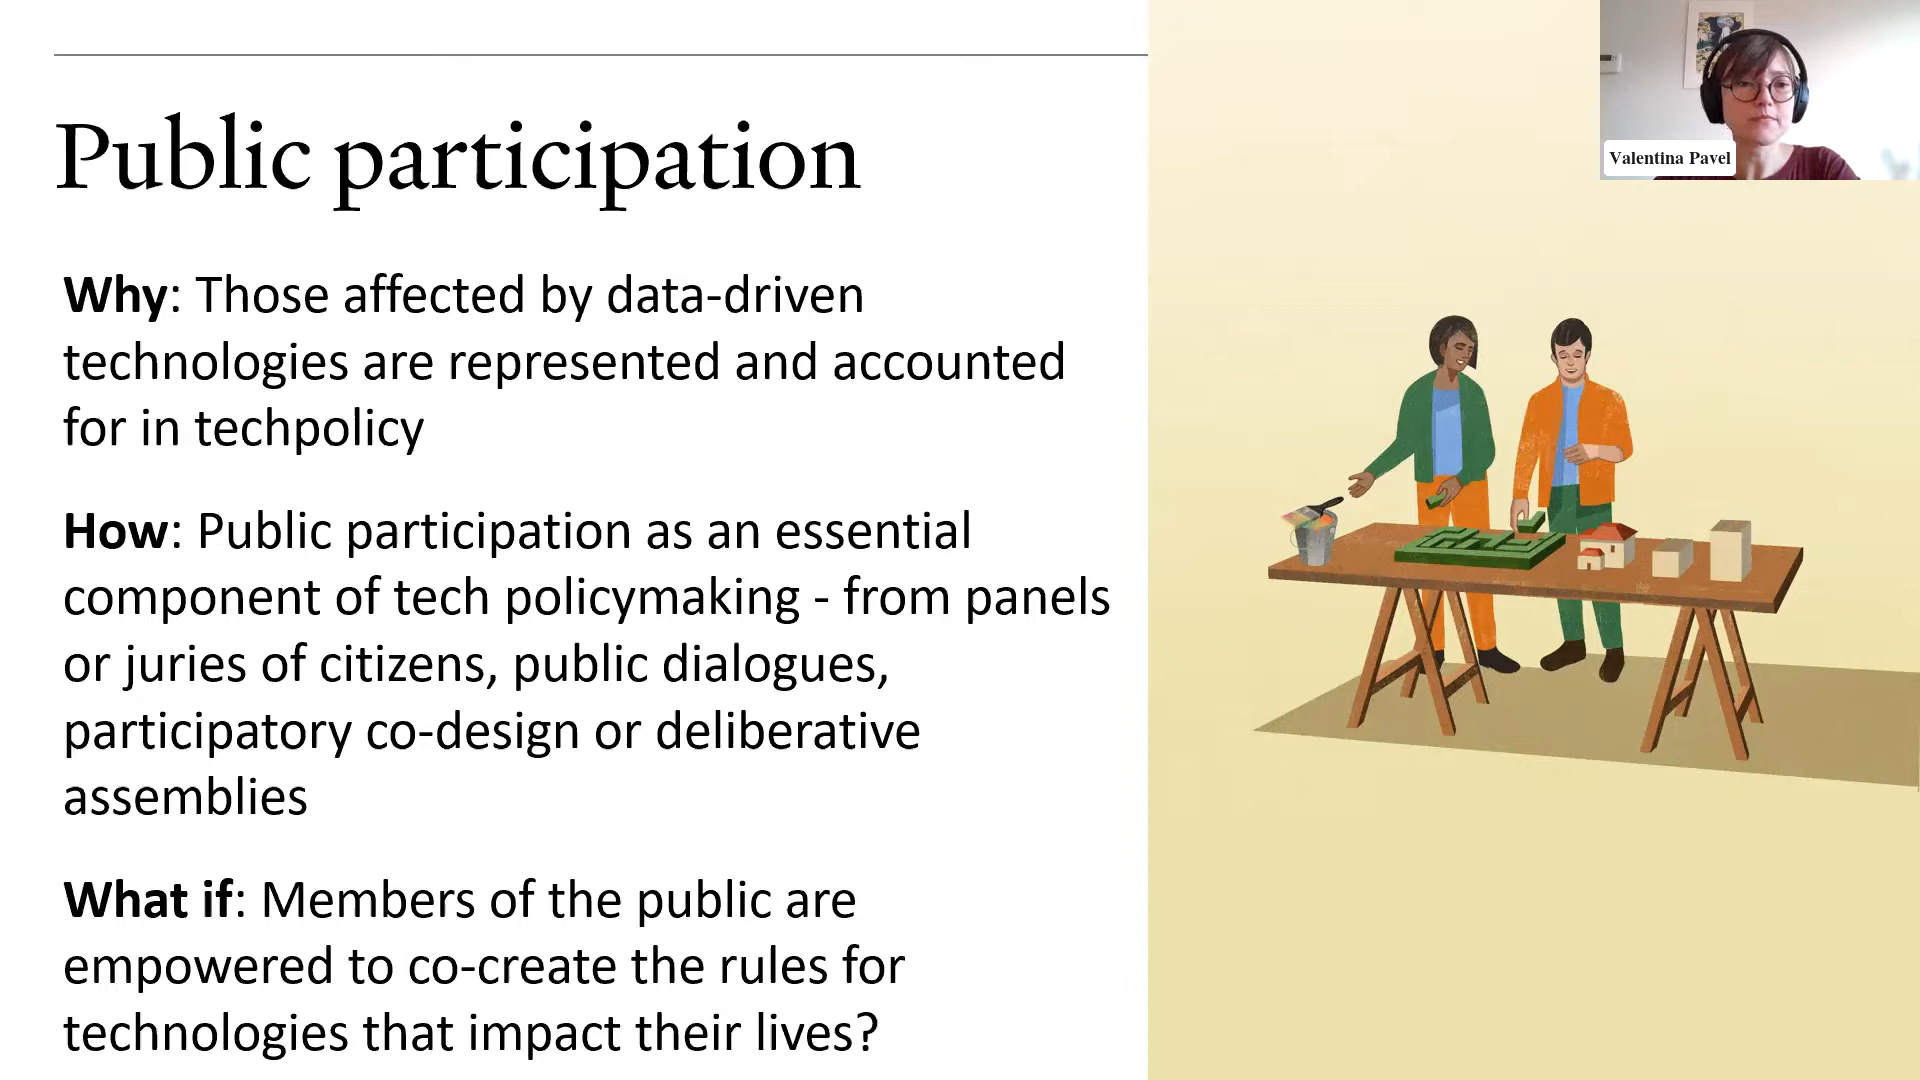 Public participation
Why: Those affected by data-driven
technologies are represented and accounted
for in techpolicy
How: Public participation as an essential
component of tech policymaking - from panels
or juries of citizens, public dialogues,
participatory co-design or deliberative
assemblies
What if: Members of the public are
empowered to co-create the rules for
technologies that impact their lives?
Valentina Pavel